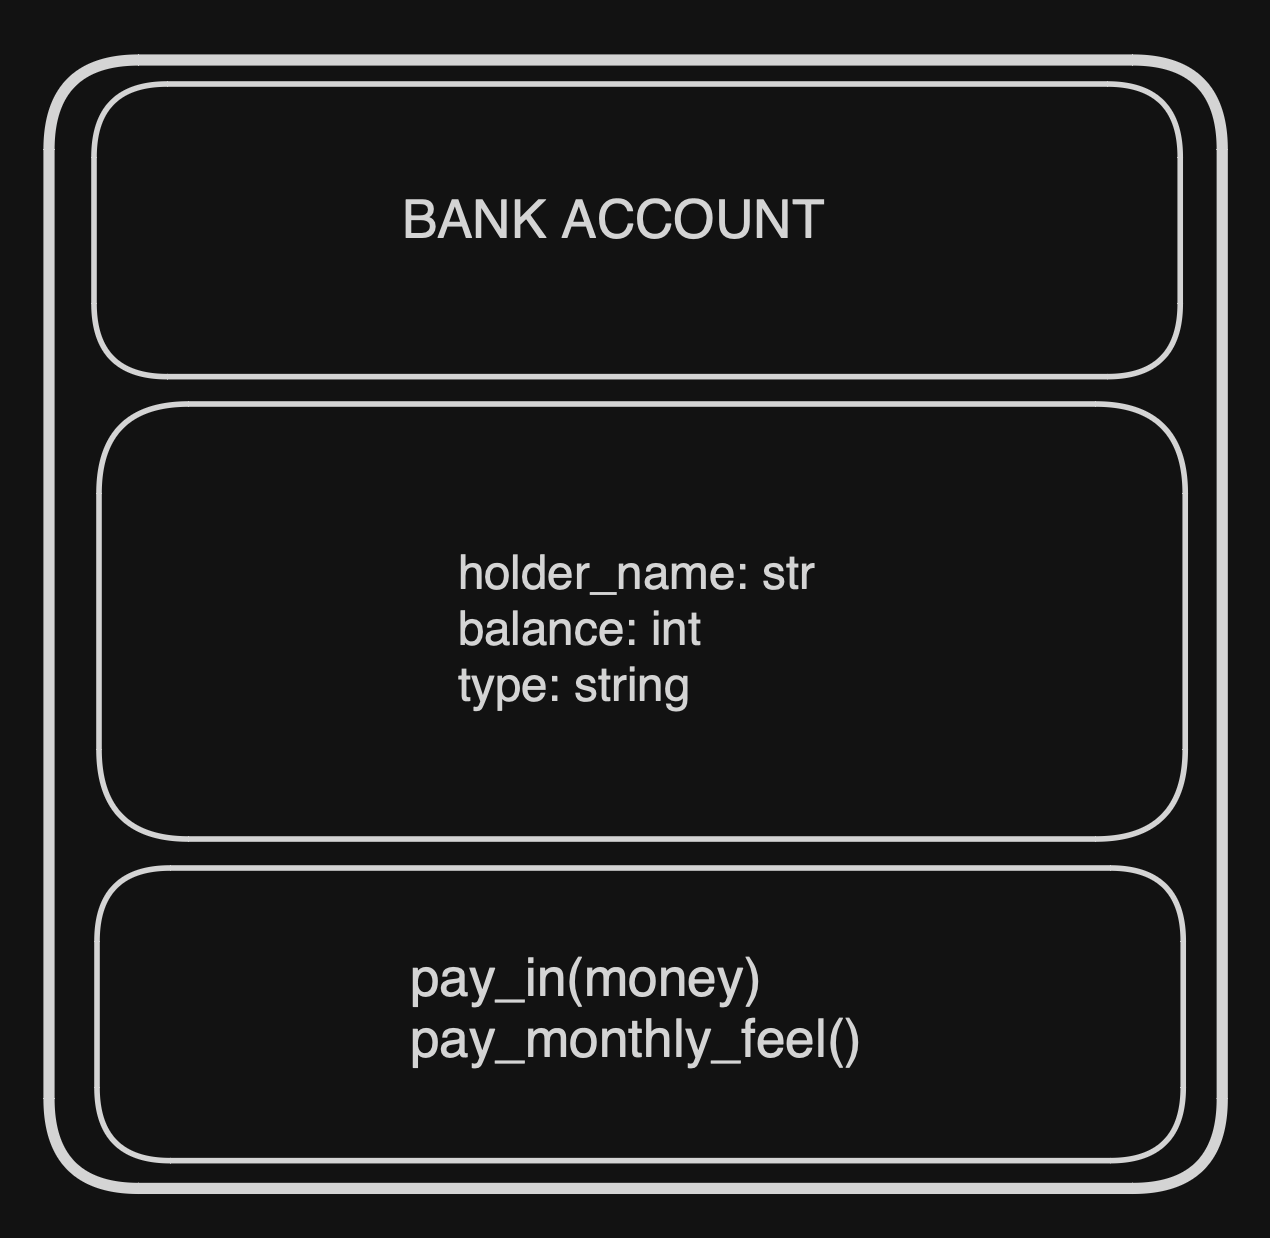 BANK ACCOUNT
holder_name: str
balance: int
type: string
pay_in(money)
pay_monthly_feel()